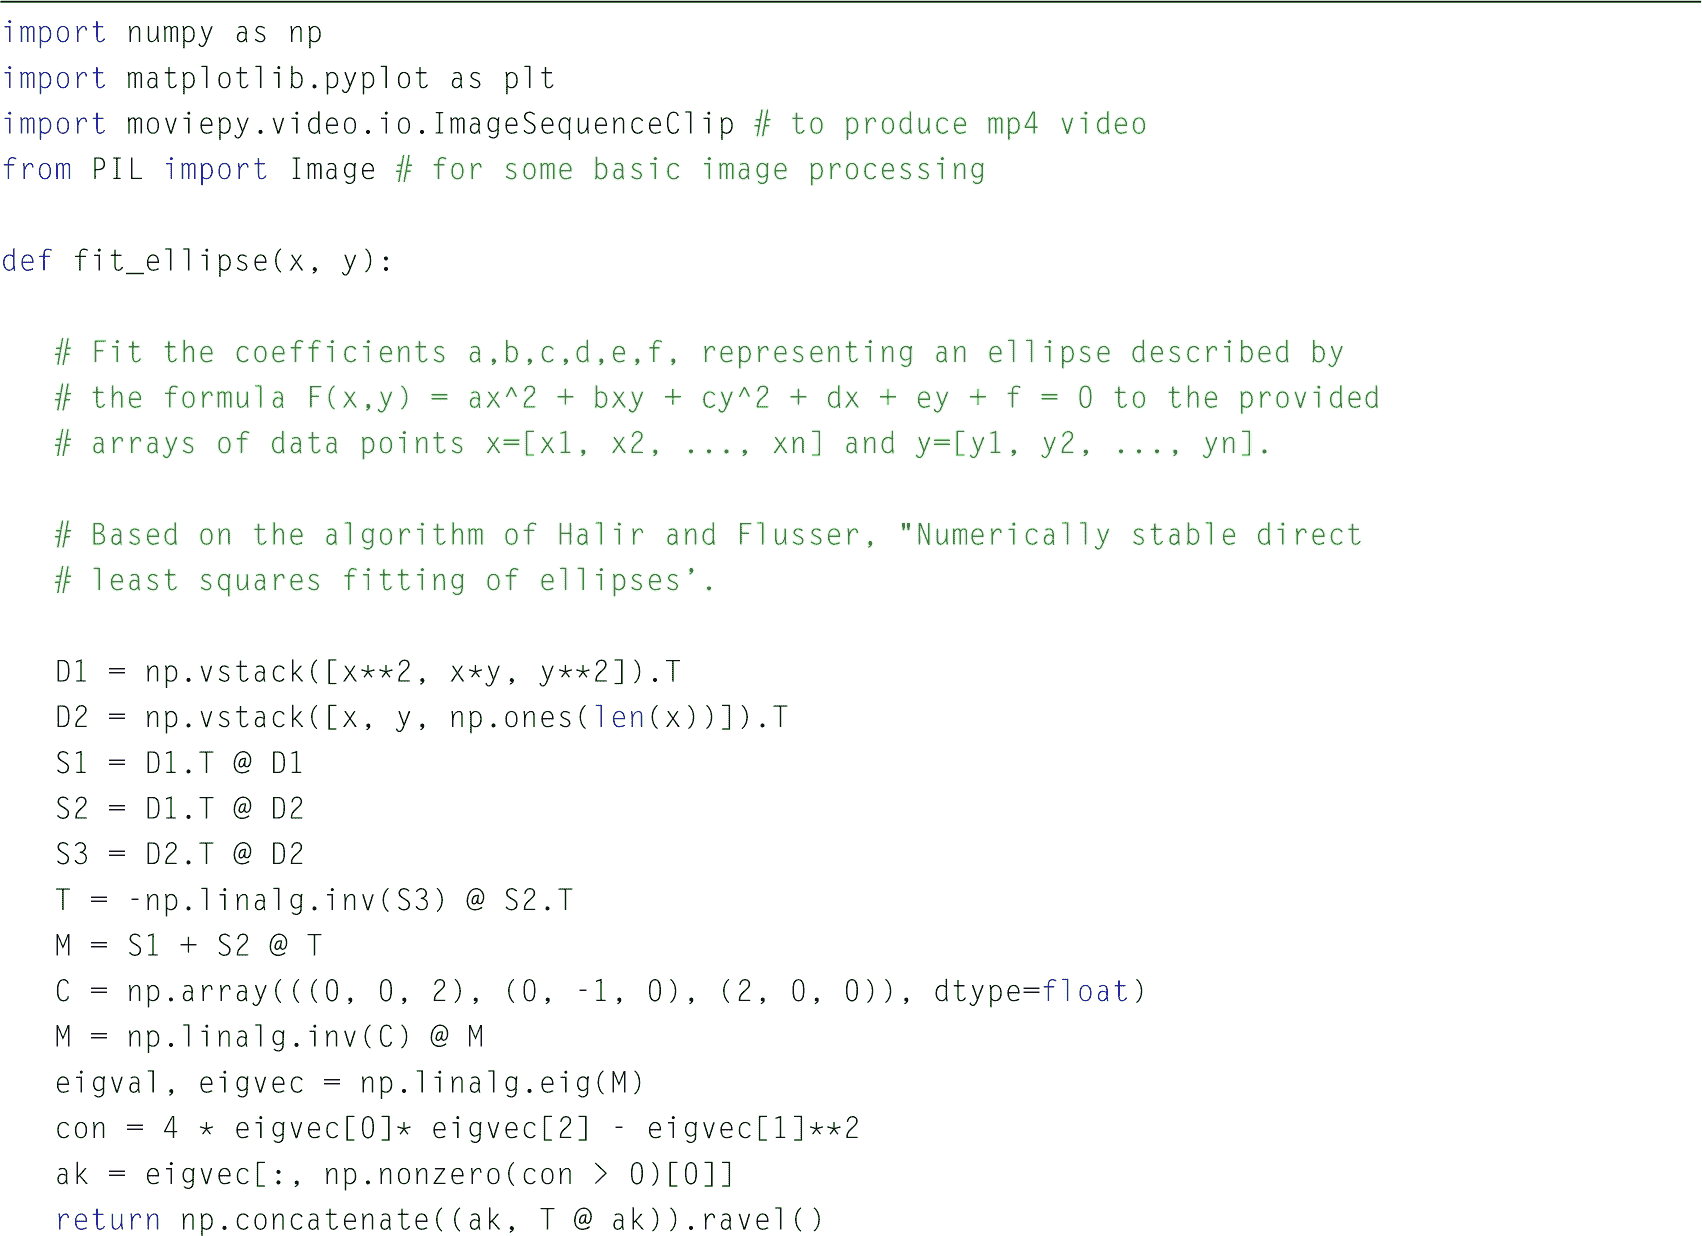 import numpy as np
import matplotlib.pyplot as plt
import moviepy.video.io.ImageSequenceClip # to produce mp4 video
from PIL import Image # for some basic image processing

def fit_ellipse(x, y):

   # Fit the coefficients a,b,c,d,e,f, representing an ellipse described by
   # the formula F(x,y) = ax^2 + bxy + cy^2 + dx + ey + f = 0 to the provided
   # arrays of data points x=[x1, x2, ..., xn] and y=[y1, y2, ..., yn].

   # Based on the algorithm of Halir and Flusser, "Numerically stable direct
   # least squares fitting of ellipses’.

   D1 = np.vstack([x**2, x*y, y**2]).T
   D2 = np.vstack([x, y, np.ones(len(x))]).T
   S1 = D1.T @ D1
   S2 = D1.T @ D2
   S3 = D2.T @ D2
   T = -np.linalg.inv(S3) @ S2.T
   M = S1 + S2 @ T
   C = np.array(((0, 0, 2), (0, -1, 0), (2, 0, 0)), dtype=float)
   M = np.linalg.inv(C) @ M
   eigval, eigvec = np.linalg.eig(M)
   con = 4 * eigvec[0]* eigvec[2] - eigvec[1]**2
   ak = eigvec[:, np.nonzero(con > 0)[0]]
   return np.concatenate((ak, T @ ak)).ravel()